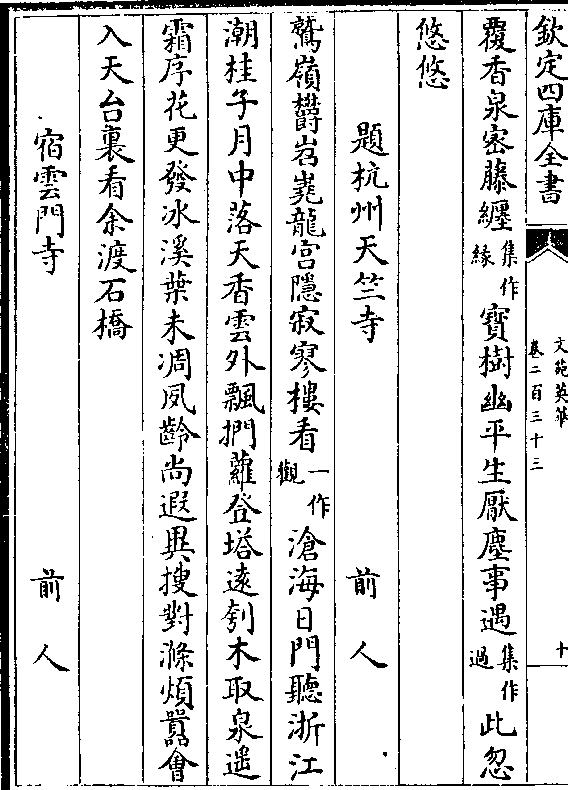 欽定四庫全書
文苑英華
卷二百三十三
十
覆香泉密藤纏集作緣寶樹幽平生厭塵事遇集作過此忽
悠悠
題杭州天竺寺 前人
鷲嶺欝岧嶤龍宫隱寂寥樓看一作觀滄海日門聽浙江
潮桂子月中落天香雲外飄捫蘿登塔遠刳木取泉遥
霜序花更發冰溪葉未凋夙齡尚遐異搜對滌煩囂會
入天台裏看余渡石橋
宿雲門寺 前人